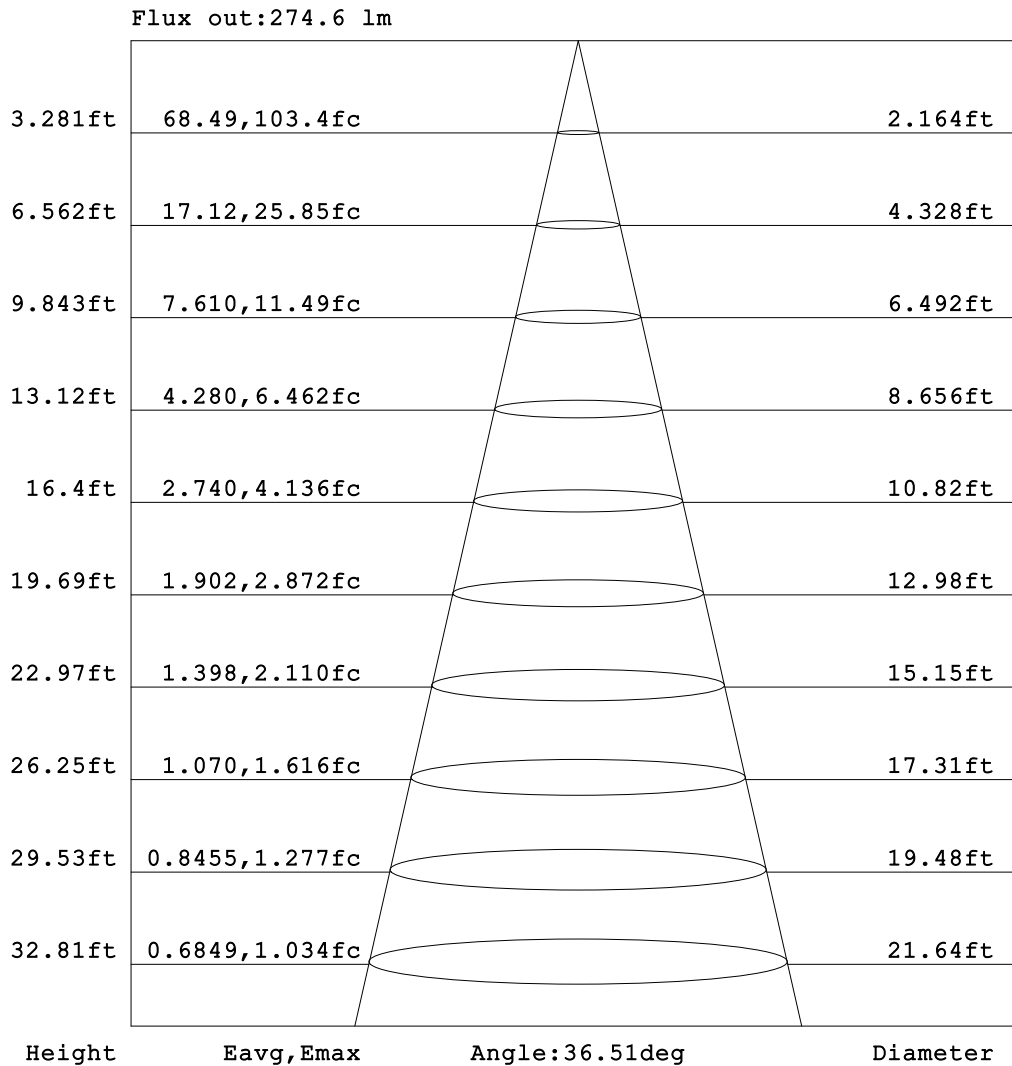 Flux out:274.6 lm
3.281ft 68.49,103.4fc 2.164ft
6.562ft 17.12,25.85fc 4.328ft
9.843ft 7.610,11.49fc 6.492ft
13.12ft 4.280,6.462fc 8.656ft
16.4ft 2.740,4.136fc 10.82ft
19.69ft 1.902,2.872fc 12.98ft
22.97ft 1.398,2.110fc 15.15ft
26.25ft 1.070,1.616fc 17.31ft
29.53ft 0.8455,1.277fc 19.48ft
32.81ft 0.6849,1.034fc 21.64ft
Height Eavg,Emax Angle:36.51deg Diameter